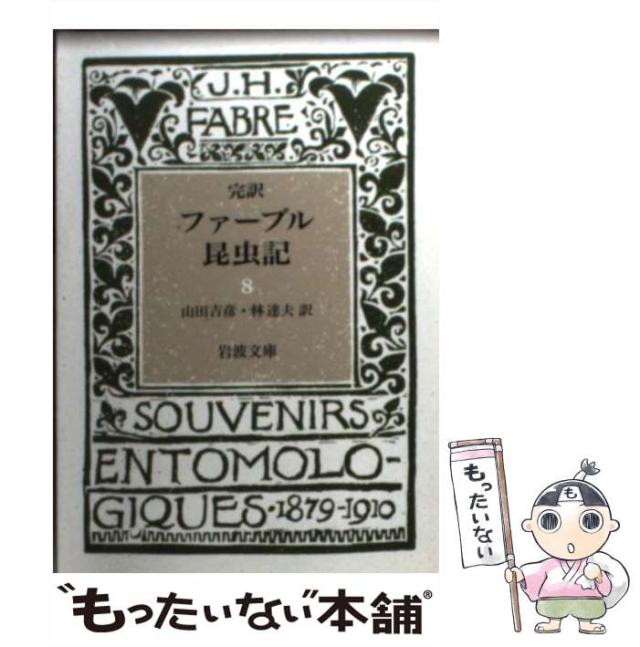 J.H.
FABRE
完訳
ファーブル
昆虫記
8
山田吉彦・林達夫 訳
岩波文庫
SOUVENIRS
ENTOMOLO-
GIQUES·1879-1910
も
もったいない
"もったいない"本舗®